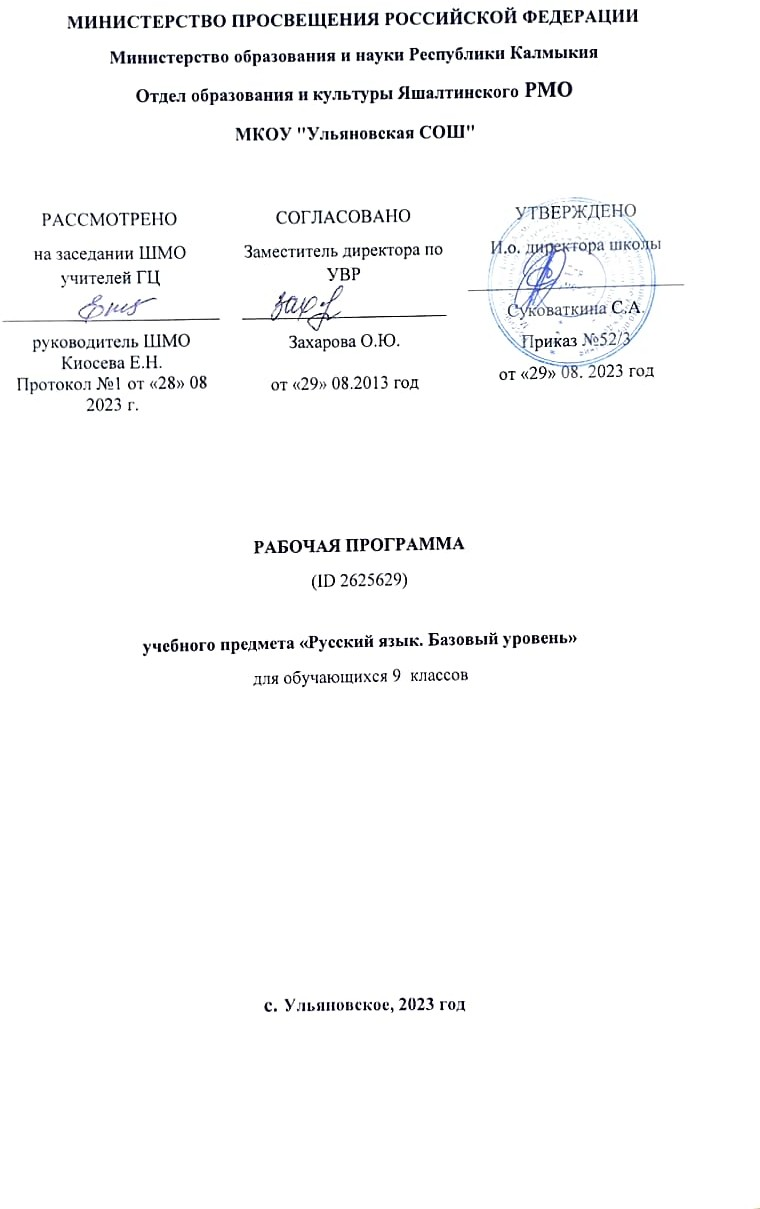 МИНИСТЕРСТВО ПРОСВЕЩЕНИЯ РОССИЙСКОЙ ФЕДЕРАЦИИ
Министерство образования и науки Республики Калмыкия
Отдел образования и культуры Яшалтинского РМО
МКОУ "Ульяновская СОШ"
РАССМОТРЕНО
на заседании ШМО
учителей ГЦ
руководитель ШМО
Киосева Е.Н.
Протокол №1 от «28» 08
2023 г.
СОГЛАСОВАНО
Заместитель директора по
УВР
Захарова О.Ю.
от «29» 08.2013 год
УТВЕРЖДЕНО
И.о. директора школы
Суковаткина С.А.
Приказ №52/3
от «29» 08. 2023 год
РАБОЧАЯ ПРОГРАММА
(ID 2625629)
учебного предмета «Русский язык. Базовый уровень»
для обучающихся 9 классов
с. Ульяновское, 2023 год